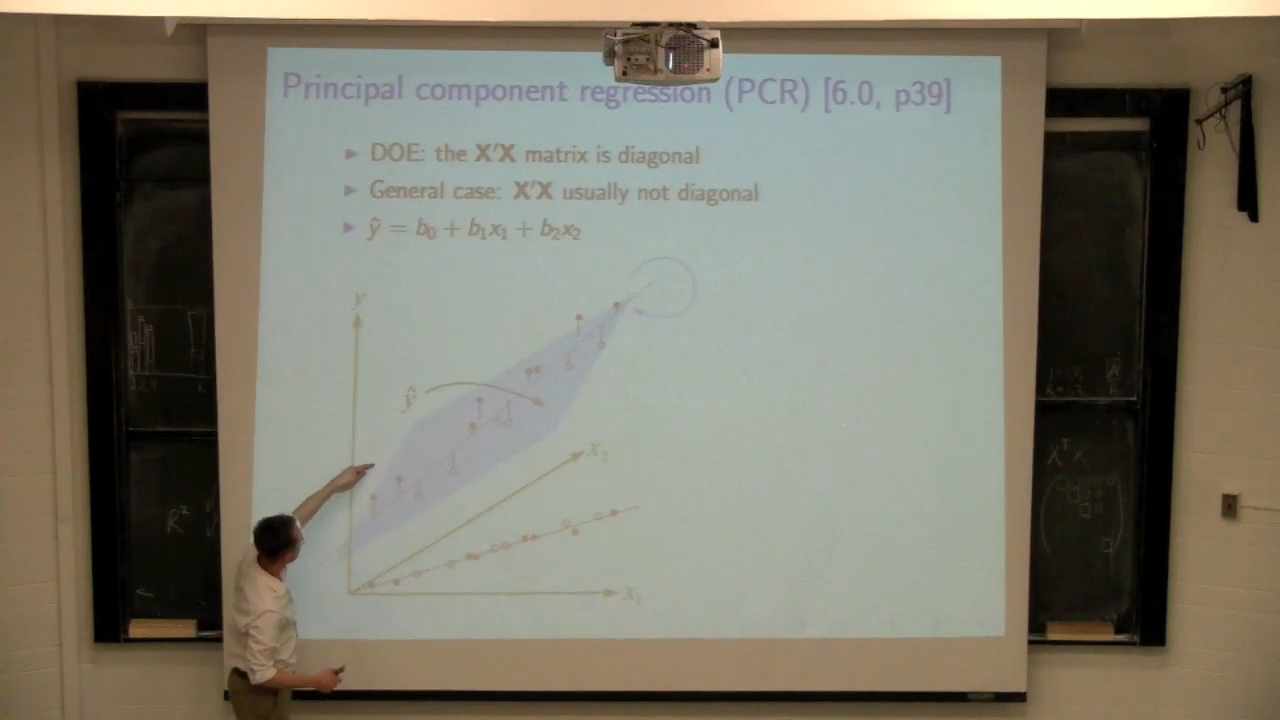 Principal component regression (PCR) [6.0, p39]
▶ DOE: the X′X matrix is diagonal
▶ General case: X′X usually not diagonal
▶ ŷ = b₀ + b₁x₁ + b₂x₂
y
ŷ
x₂
x₁
R²
X^T X